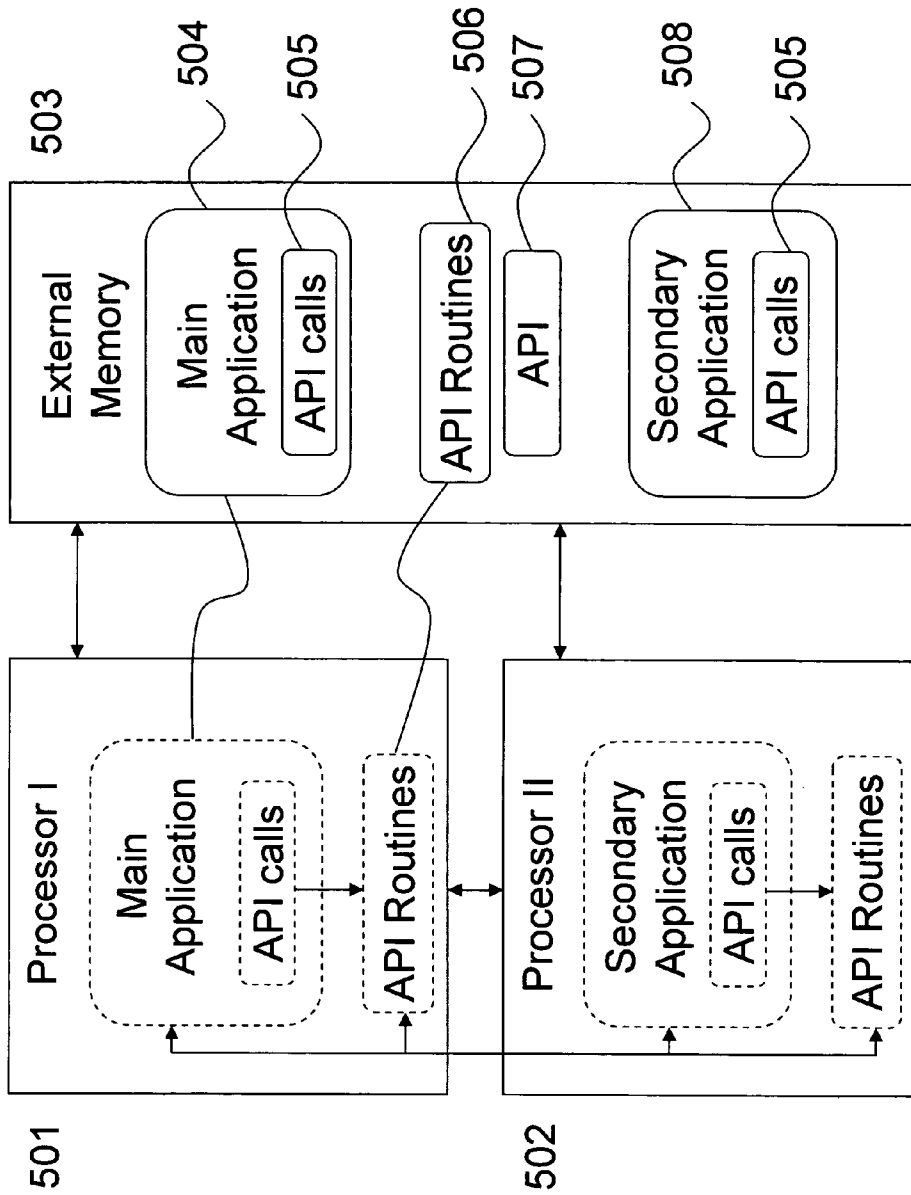 501
Processor I
Main
Application
API calls
API Routines
502
Processor II
Secondary
Application
API calls
API Routines
503
External
Memory
Main
Application
API calls
504
505
API Routines
506
API
507
Secondary
Application
API calls
508
505